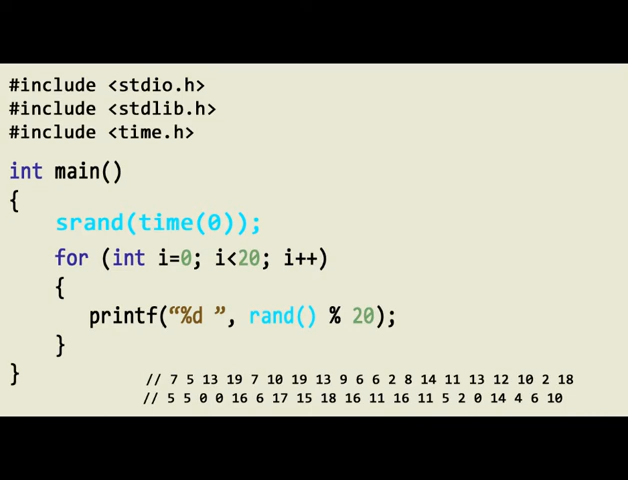 #include <stdio.h>
#include <stdlib.h>
#include <time.h>
int main()
{
srand(time(0));
for (int i=0; i<20; i++)
{
printf(“%d ”, rand() % 20);
}
}
// 7 5 13 19 7 10 19 13 9 6 6 2 8 14 11 13 12 10 2 18
// 5 5 0 0 16 6 17 15 18 16 11 16 11 5 2 0 14 4 6 10